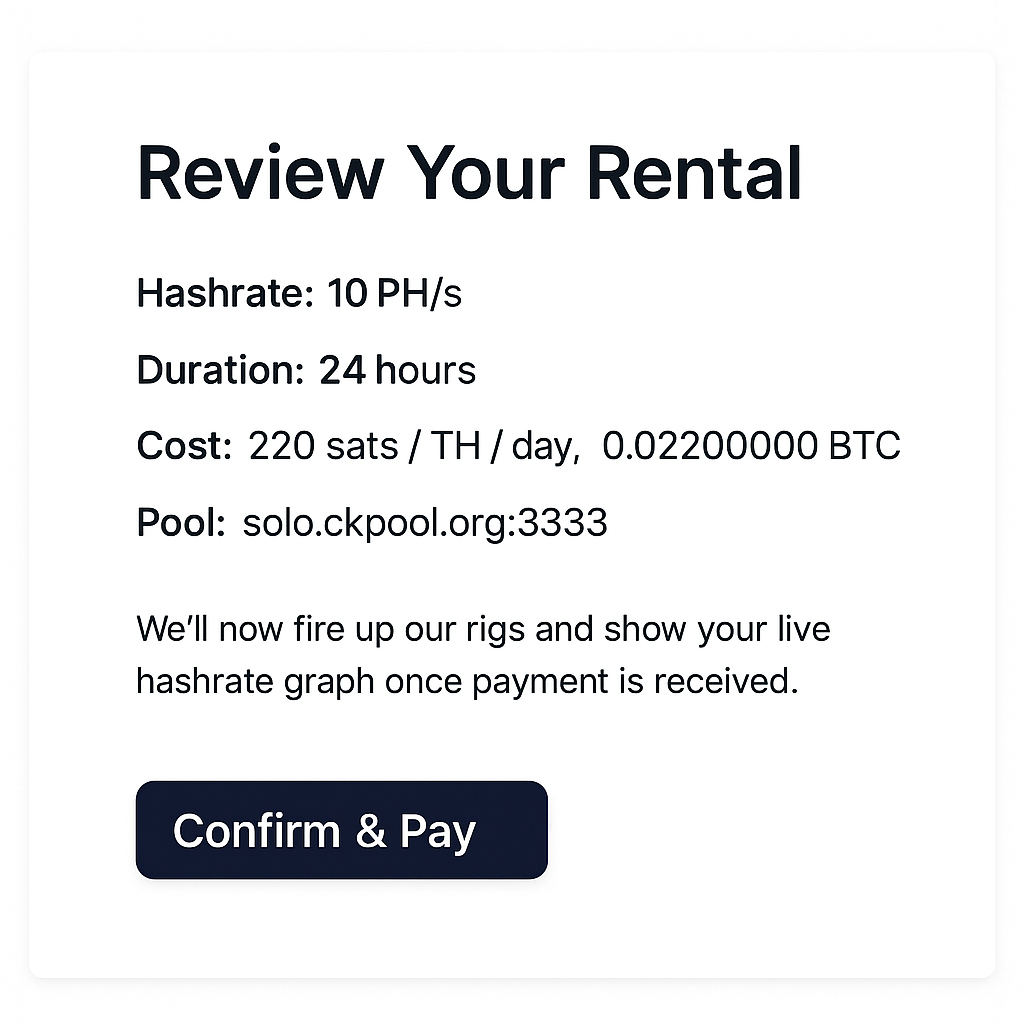 Review Your Rental
Hashrate: 10 PH/s
Duration: 24 hours
Cost: 220 sats / TH / day, 0.02200000 BTC
Pool: solo.ckpool.org:3333
We’ll now fire up our rigs and show your live
hashrate graph once payment is received.
Confirm & Pay